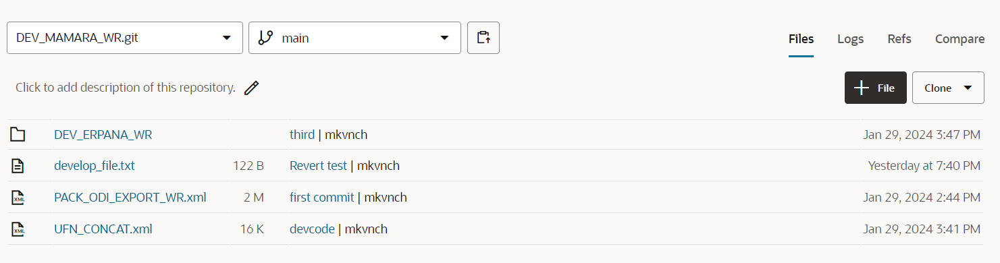 DEV_MAMARA_WR.git main Files Logs Refs Compare
Click to add description of this repository. File Clone
DEV_ERPANA_WR third | mkvnch Jan 29, 2024 3:47 PM
develop_file.txt 122 B Revert test | mkvnch Yesterday at 7:40 PM
XML PACK_ODI_EXPORT_WR.xml 2 M first commit | mkvnch Jan 29, 2024 2:44 PM
XML UFN_CONCAT.xml 16 K devcode | mkvnch Jan 29, 2024 3:41 PM